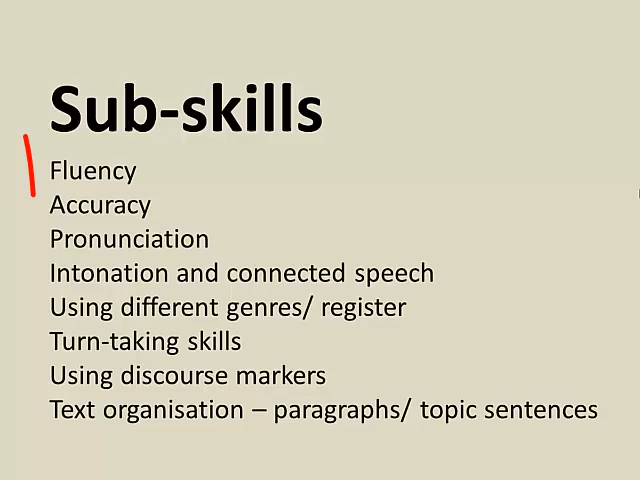 Sub-skills
Fluency
Accuracy
Pronunciation
Intonation and connected speech
Using different genres/ register
Turn-taking skills
Using discourse markers
Text organisation – paragraphs/ topic sentences